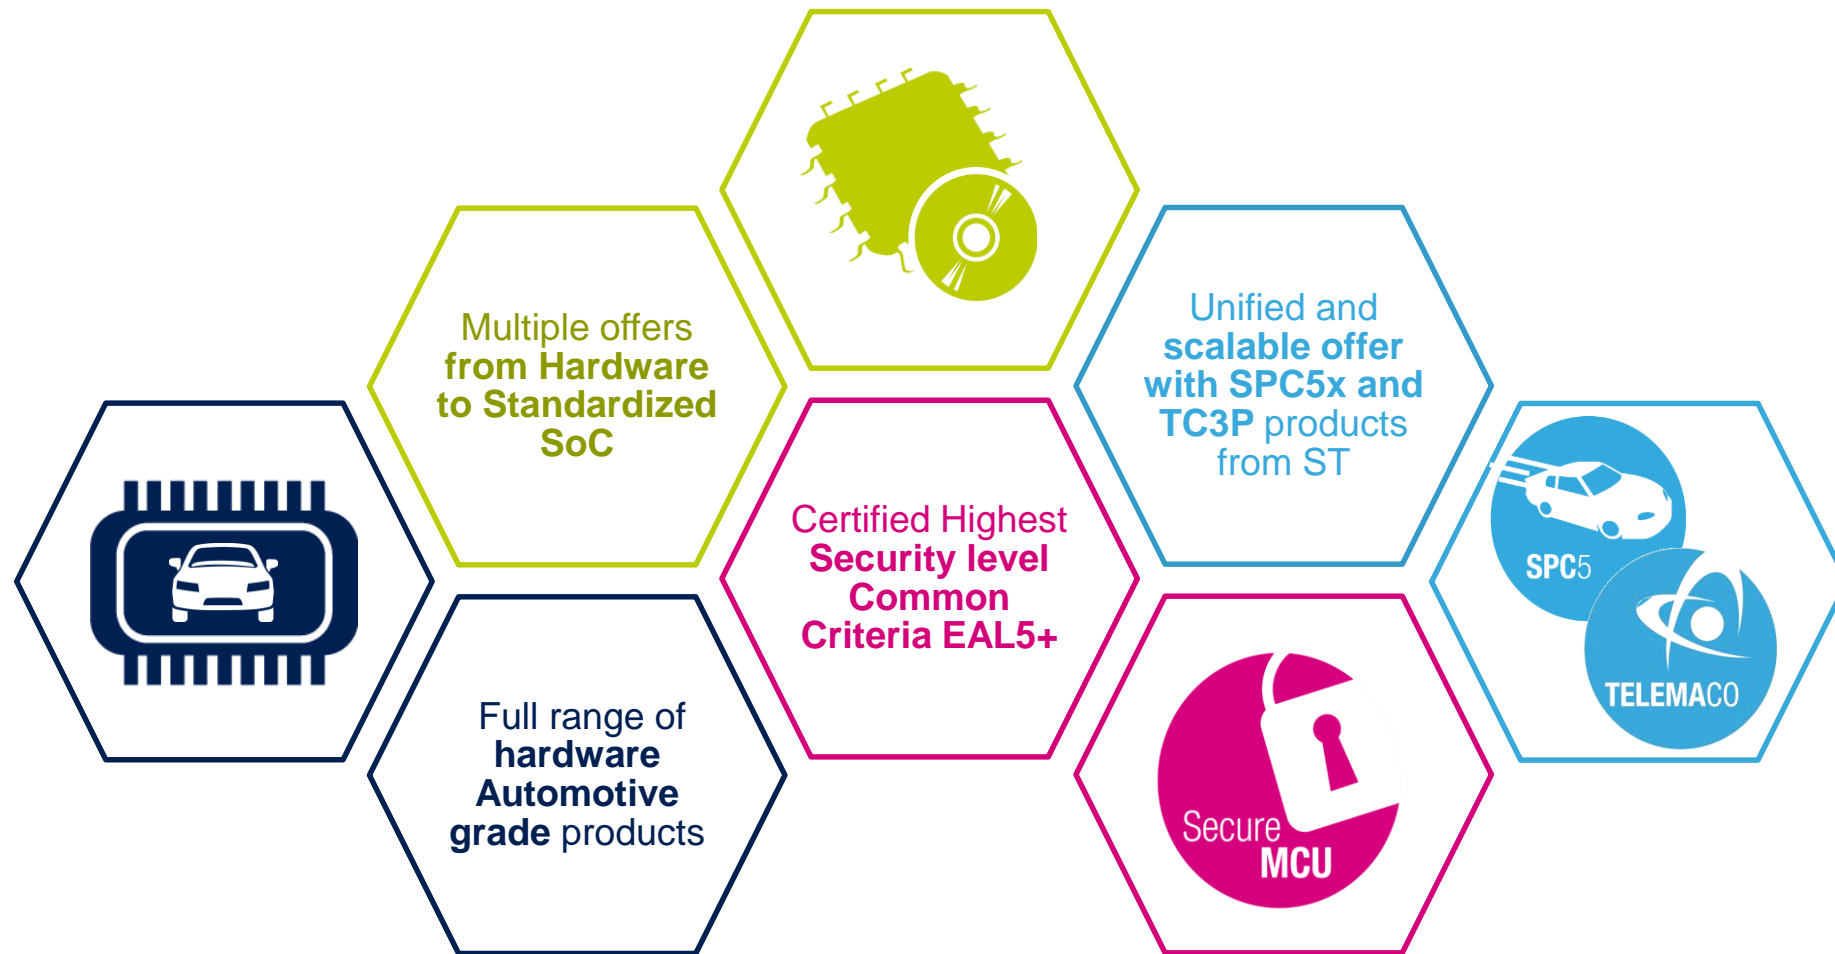 Multiple offers
from Hardware
to Standardized
SoC
Unified and
scalable offer
with SPC5x and
TC3P products
from ST
Certified Highest
Security level
Common
Criteria EAL5+
SPC5
TELEMACO
Full range of
hardware
Automotive
grade products
Secure
MCU